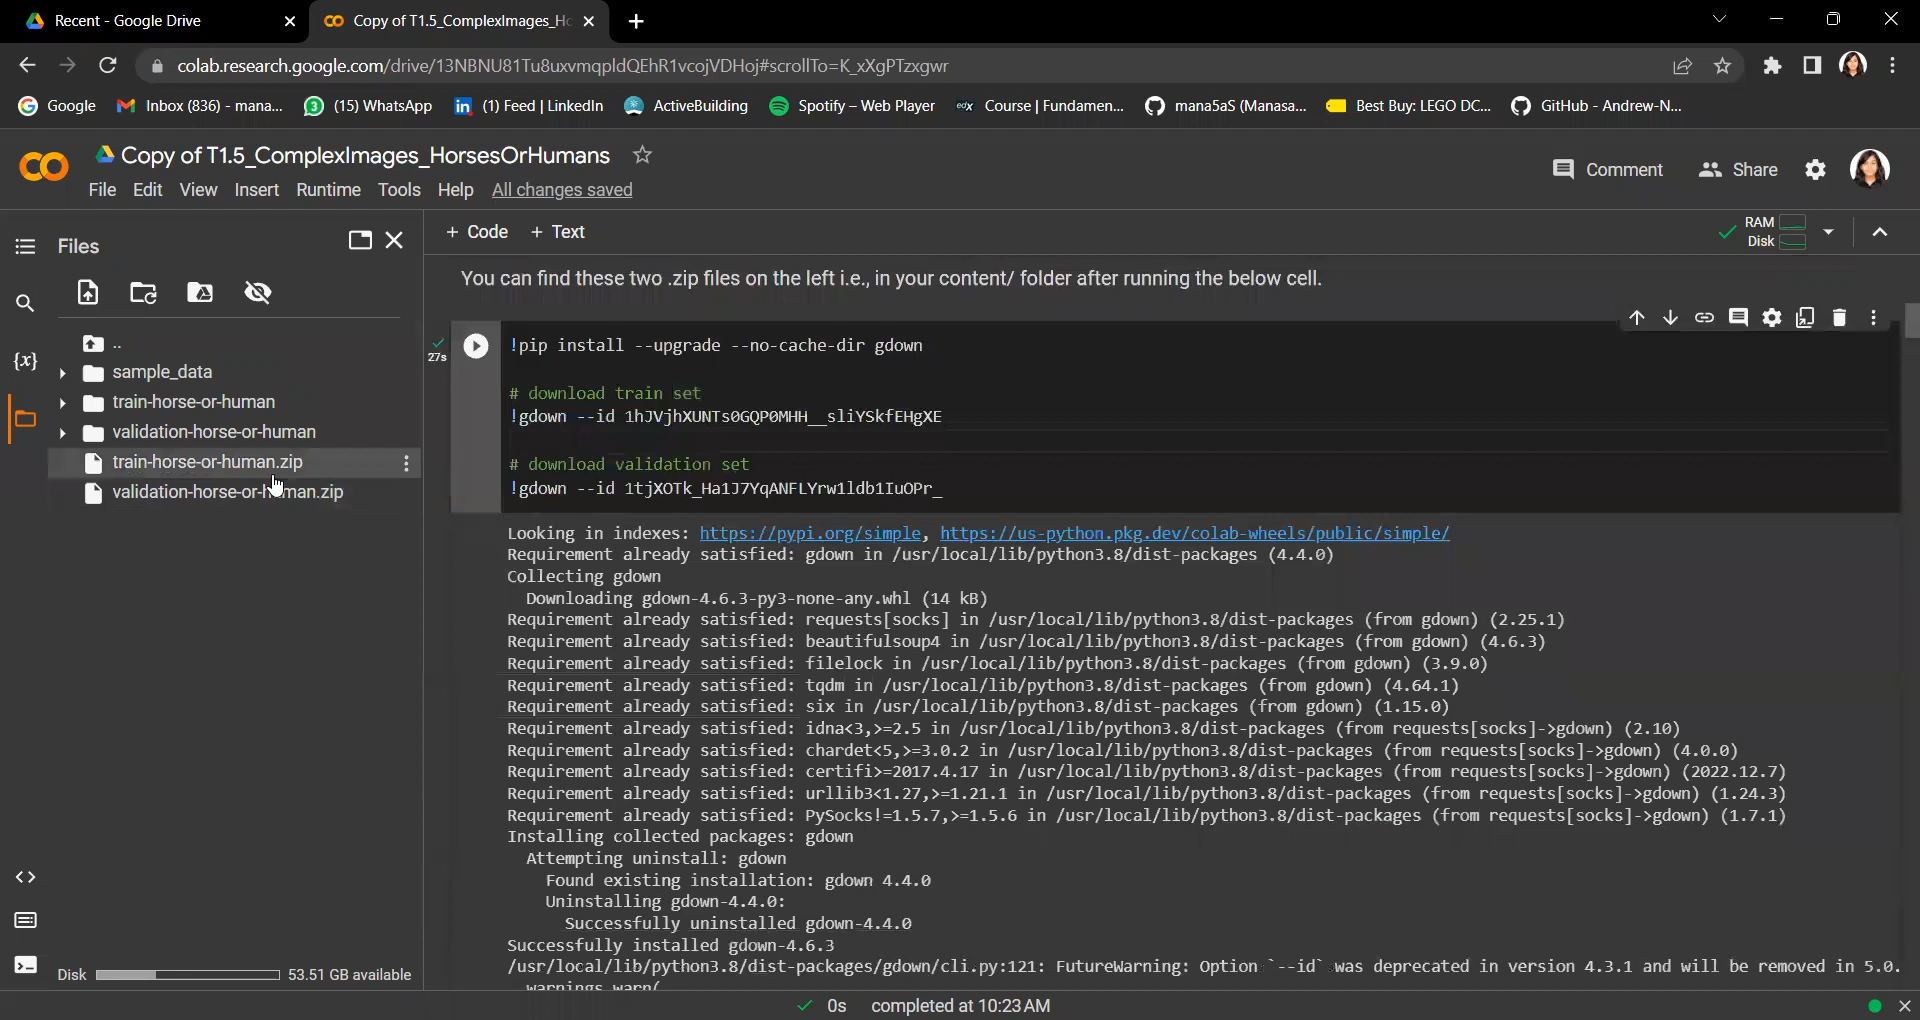 Recent - Google Drive
Copy of T1.5_ComplexImages_Ho
colab.research.google.com/drive/13NBNU81Tu8uxvmqpldQEhR1vcojVDHoj#scrollTo=K_xXgPTzxgwr
Google
Inbox (836) - mana...
(15) WhatsApp
(1) Feed | LinkedIn
ActiveBuilding
Spotify – Web Player
edx Course | Fundamen...
mana5aS (Manasa...
Best Buy: LEGO DC...
GitHub - Andrew-N...
Copy of T1.5_ComplexImages_HorsesOrHumans
File Edit View Insert Runtime Tools Help All changes saved
Comment
Share
Files
+ Code + Text
RAM
Disk
..
sample_data
train-horse-or-human
validation-horse-or-human
train-horse-or-human.zip
validation-horse-or-human.zip
{x}
Disk 53.51 GB available
You can find these two .zip files on the left i.e., in your content/ folder after running the below cell.
27s
!pip install --upgrade --no-cache-dir gdown
# download train set
!gdown --id 1hJVjhXUNTs0GQP0MHH__sliYSkfEHgXE
# download validation set
!gdown --id 1tjXOTk_Ha1J7YqANFLYrw1ldb1IuOPr_
Looking in indexes: https://pypi.org/simple, https://us-python.pkg.dev/colab-wheels/public/simple/
Requirement already satisfied: gdown in /usr/local/lib/python3.8/dist-packages (4.4.0)
Collecting gdown
Downloading gdown-4.6.3-py3-none-any.whl (14 kB)
Requirement already satisfied: requests[socks] in /usr/local/lib/python3.8/dist-packages (from gdown) (2.25.1)
Requirement already satisfied: beautifulsoup4 in /usr/local/lib/python3.8/dist-packages (from gdown) (4.6.3)
Requirement already satisfied: filelock in /usr/local/lib/python3.8/dist-packages (from gdown) (3.9.0)
Requirement already satisfied: tqdm in /usr/local/lib/python3.8/dist-packages (from gdown) (4.64.1)
Requirement already satisfied: six in /usr/local/lib/python3.8/dist-packages (from gdown) (1.15.0)
Requirement already satisfied: idna<3,>=2.5 in /usr/local/lib/python3.8/dist-packages (from requests[socks]->gdown) (2.10)
Requirement already satisfied: chardet<5,>=3.0.2 in /usr/local/lib/python3.8/dist-packages (from requests[socks]->gdown) (4.0.0)
Requirement already satisfied: certifi>=2017.4.17 in /usr/local/lib/python3.8/dist-packages (from requests[socks]->gdown) (2022.12.7)
Requirement already satisfied: urllib3<1.27,>=1.21.1 in /usr/local/lib/python3.8/dist-packages (from requests[socks]->gdown) (1.24.3)
Requirement already satisfied: PySocks!=1.5.7,>=1.5.6 in /usr/local/lib/python3.8/dist-packages (from requests[socks]->gdown) (1.7.1)
Installing collected packages: gdown
Attempting uninstall: gdown
Found existing installation: gdown 4.4.0
Uninstalling gdown-4.4.0:
Successfully uninstalled gdown-4.4.0
Successfully installed gdown-4.6.3
/usr/local/lib/python3.8/dist-packages/gdown/cli.py:121: FutureWarning: Option `--id` was deprecated in version 4.3.1 and will be removed in 5.0.
warnings.warn(
0s completed at 10:23 AM